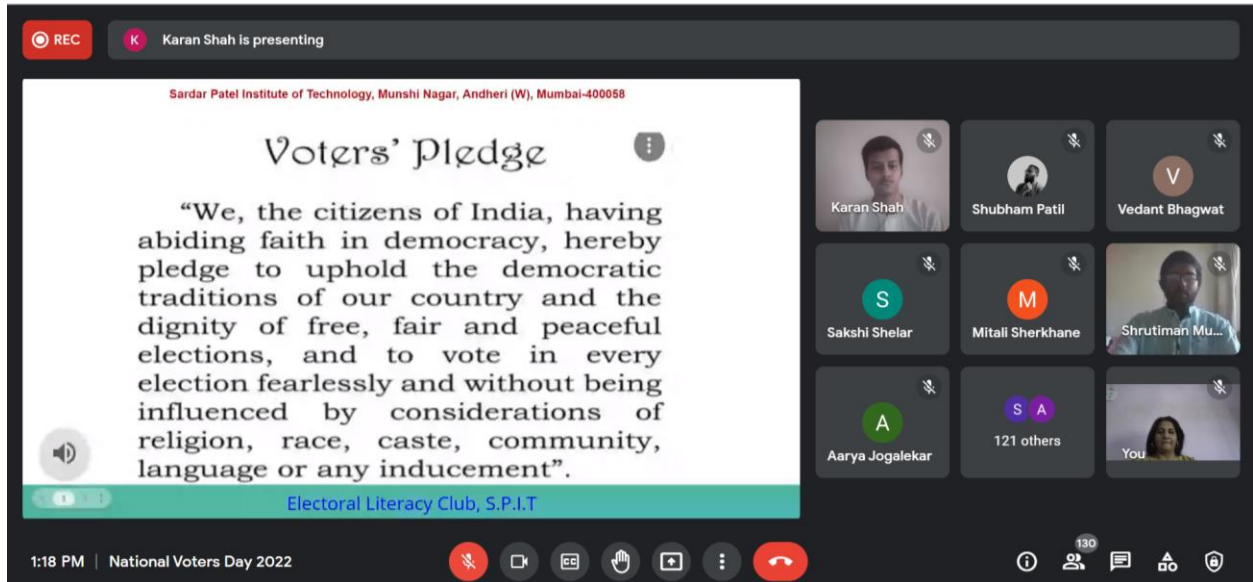 REC
K
Karan Shah is presenting
Sardar Patel Institute of Technology, Munshi Nagar, Andheri (W), Mumbai-400058
Voters’ Pledge
“We, the citizens of India, having
abiding faith in democracy, hereby
pledge to uphold the democratic
traditions of our country and the
dignity of free, fair and peaceful
elections, and to vote in every
election fearlessly and without being
influenced by considerations of
religion, race, caste, community,
language or any inducement”.
Electoral Literacy Club, S.P.I.T
Karan Shah
Shubham Patil
V
Vedant Bhagwat
S
Sakshi Shelar
M
Mitali Sherkhane
Shrutiman Mu...
A
Aarya Jogalekar
S A
121 others
You
1:18 PM | National Voters Day 2022
CC
130